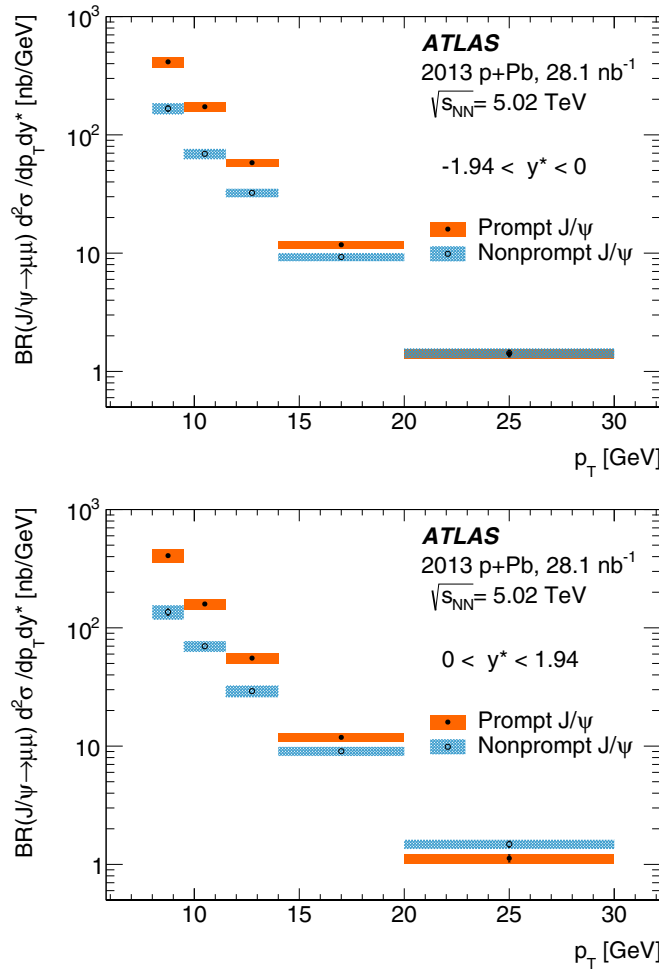 BR(J/ψ→μμ) d²σ /dp_T dy* [nb/GeV]
10³
10²
10
1
ATLAS
2013 p+Pb, 28.1 nb⁻¹
√s_NN = 5.02 TeV
-1.94 < y* < 0
Prompt J/ψ
Nonprompt J/ψ
10 15 20 25 30
p_T [GeV]
BR(J/ψ→μμ) d²σ /dp_T dy* [nb/GeV]
10³
10²
10
1
ATLAS
2013 p+Pb, 28.1 nb⁻¹
√s_NN = 5.02 TeV
0 < y* < 1.94
Prompt J/ψ
Nonprompt J/ψ
10 15 20 25 30
p_T [GeV]